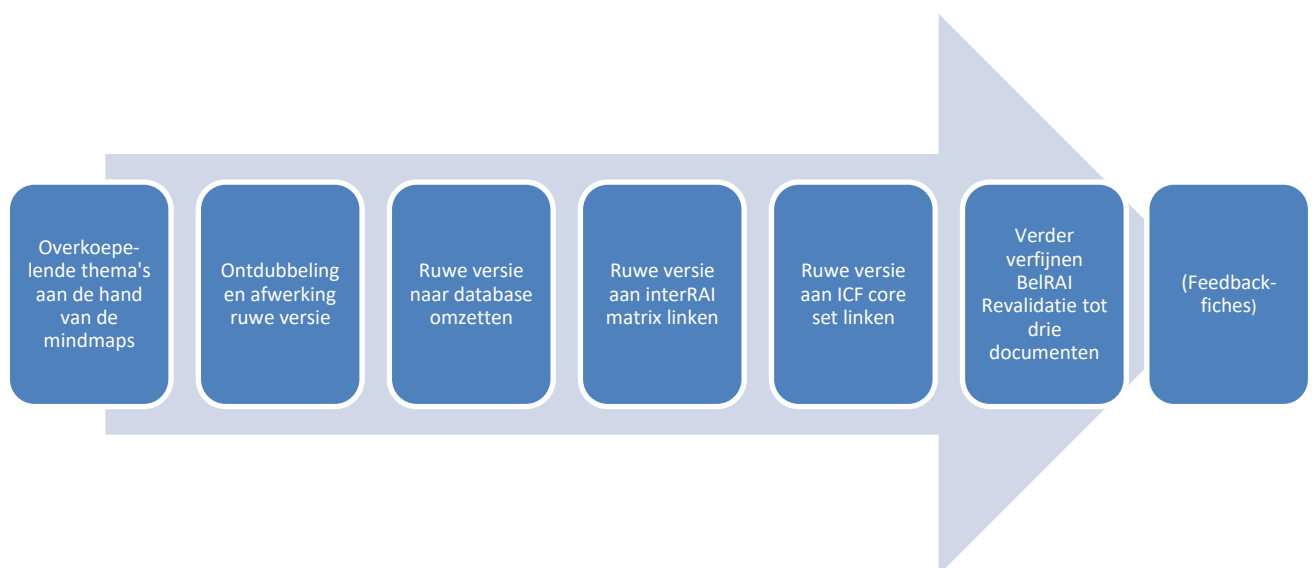 Overkoepe-
lende thema's
aan de hand
van de
mindmaps
Ontdubbeling
en afwerking
ruwe versie
Ruwe versie
naar database
omzetten
Ruwe versie
aan interRAI
matrix linken
Ruwe versie
aan ICF core
set linken
Verder
verfijnen
BelRAI
Revalidatie tot
drie
documenten
(Feedback-
fiches)